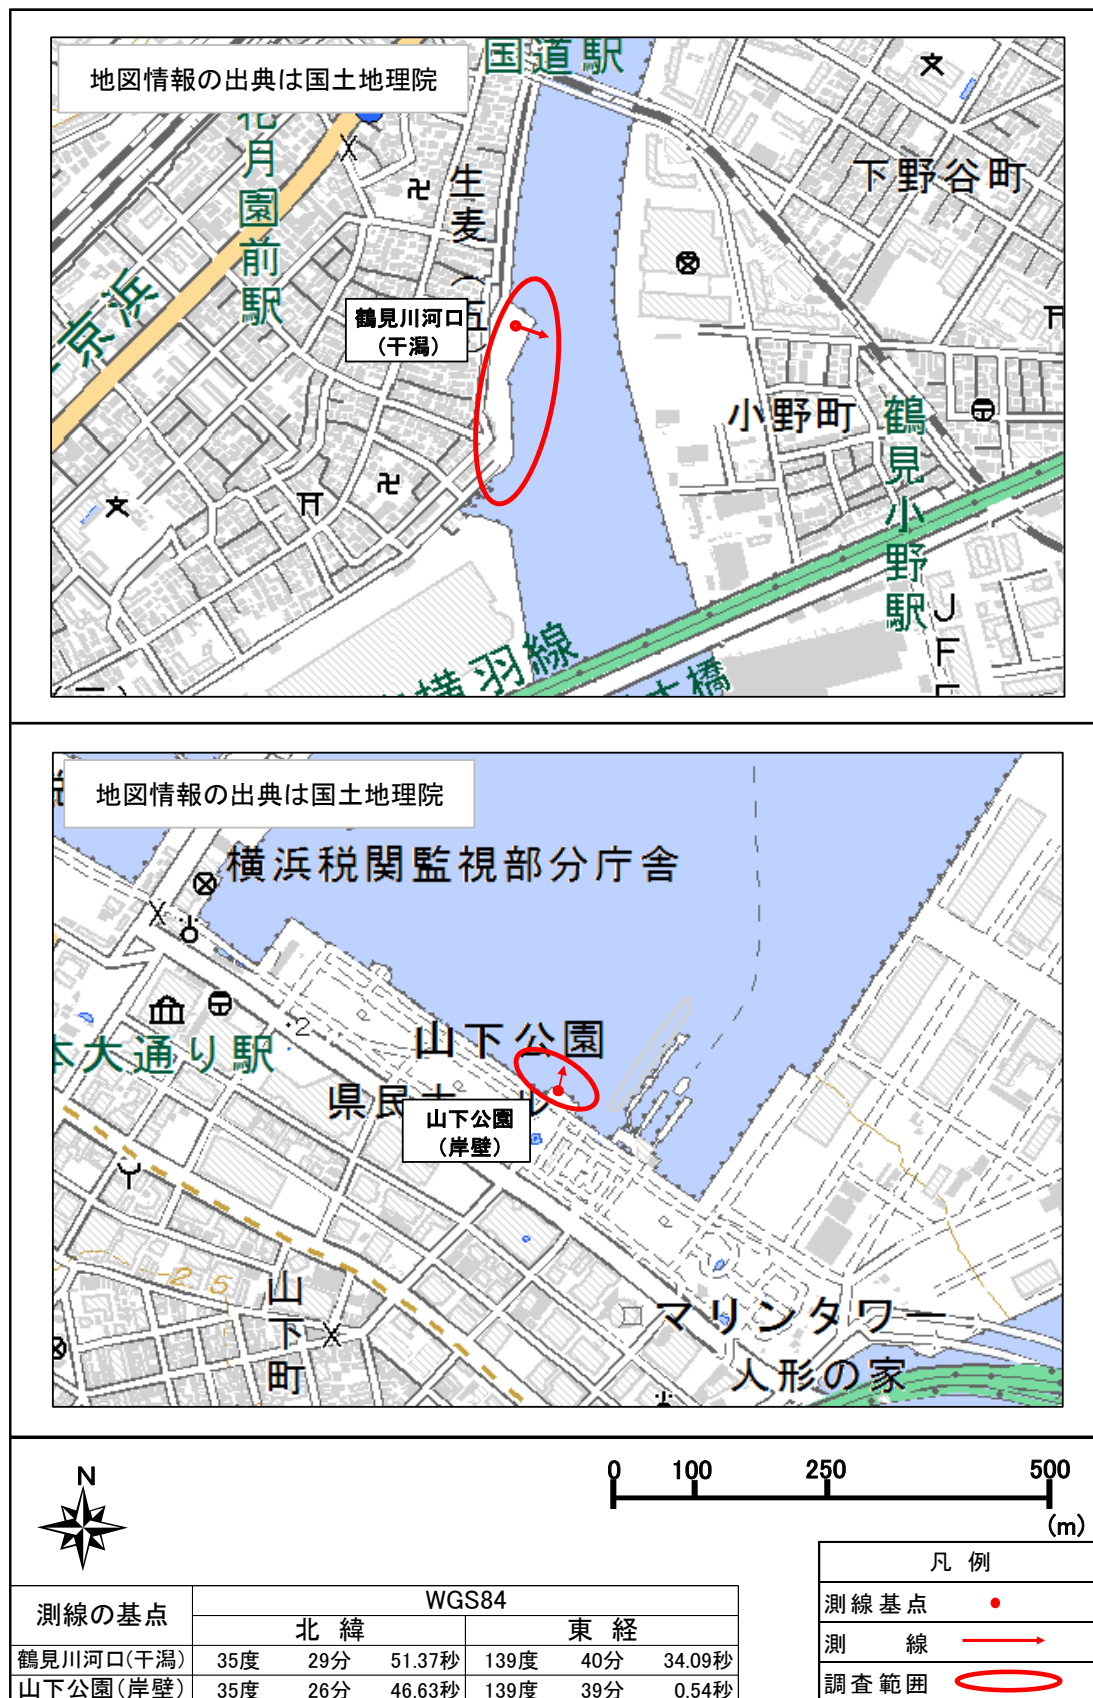 国道駅
地図情報の出典は国土地理院
花月園前駅
生麦(五)
下野谷町
京浜
鶴見川河口
(干潟)
小野町
鶴見小野駅
JF
横羽線
橋
地図情報の出典は国土地理院
横浜税関監視部分庁舎
・2
本大通り駅
山下公園
県民ホール
山下公園
(岸壁)
25
山下町
マリンタワー
人形の家
N
0 100 250 500
(m)
凡 例
測線基点
測 線
調査範囲
測線の基点 WGS84
北 緯 東 経
鶴見川河口(干潟) 35度 29分 51.37秒 139度 40分 34.09秒
山下公園(岸壁) 35度 26分 46.63秒 139度 39分 0.54秒